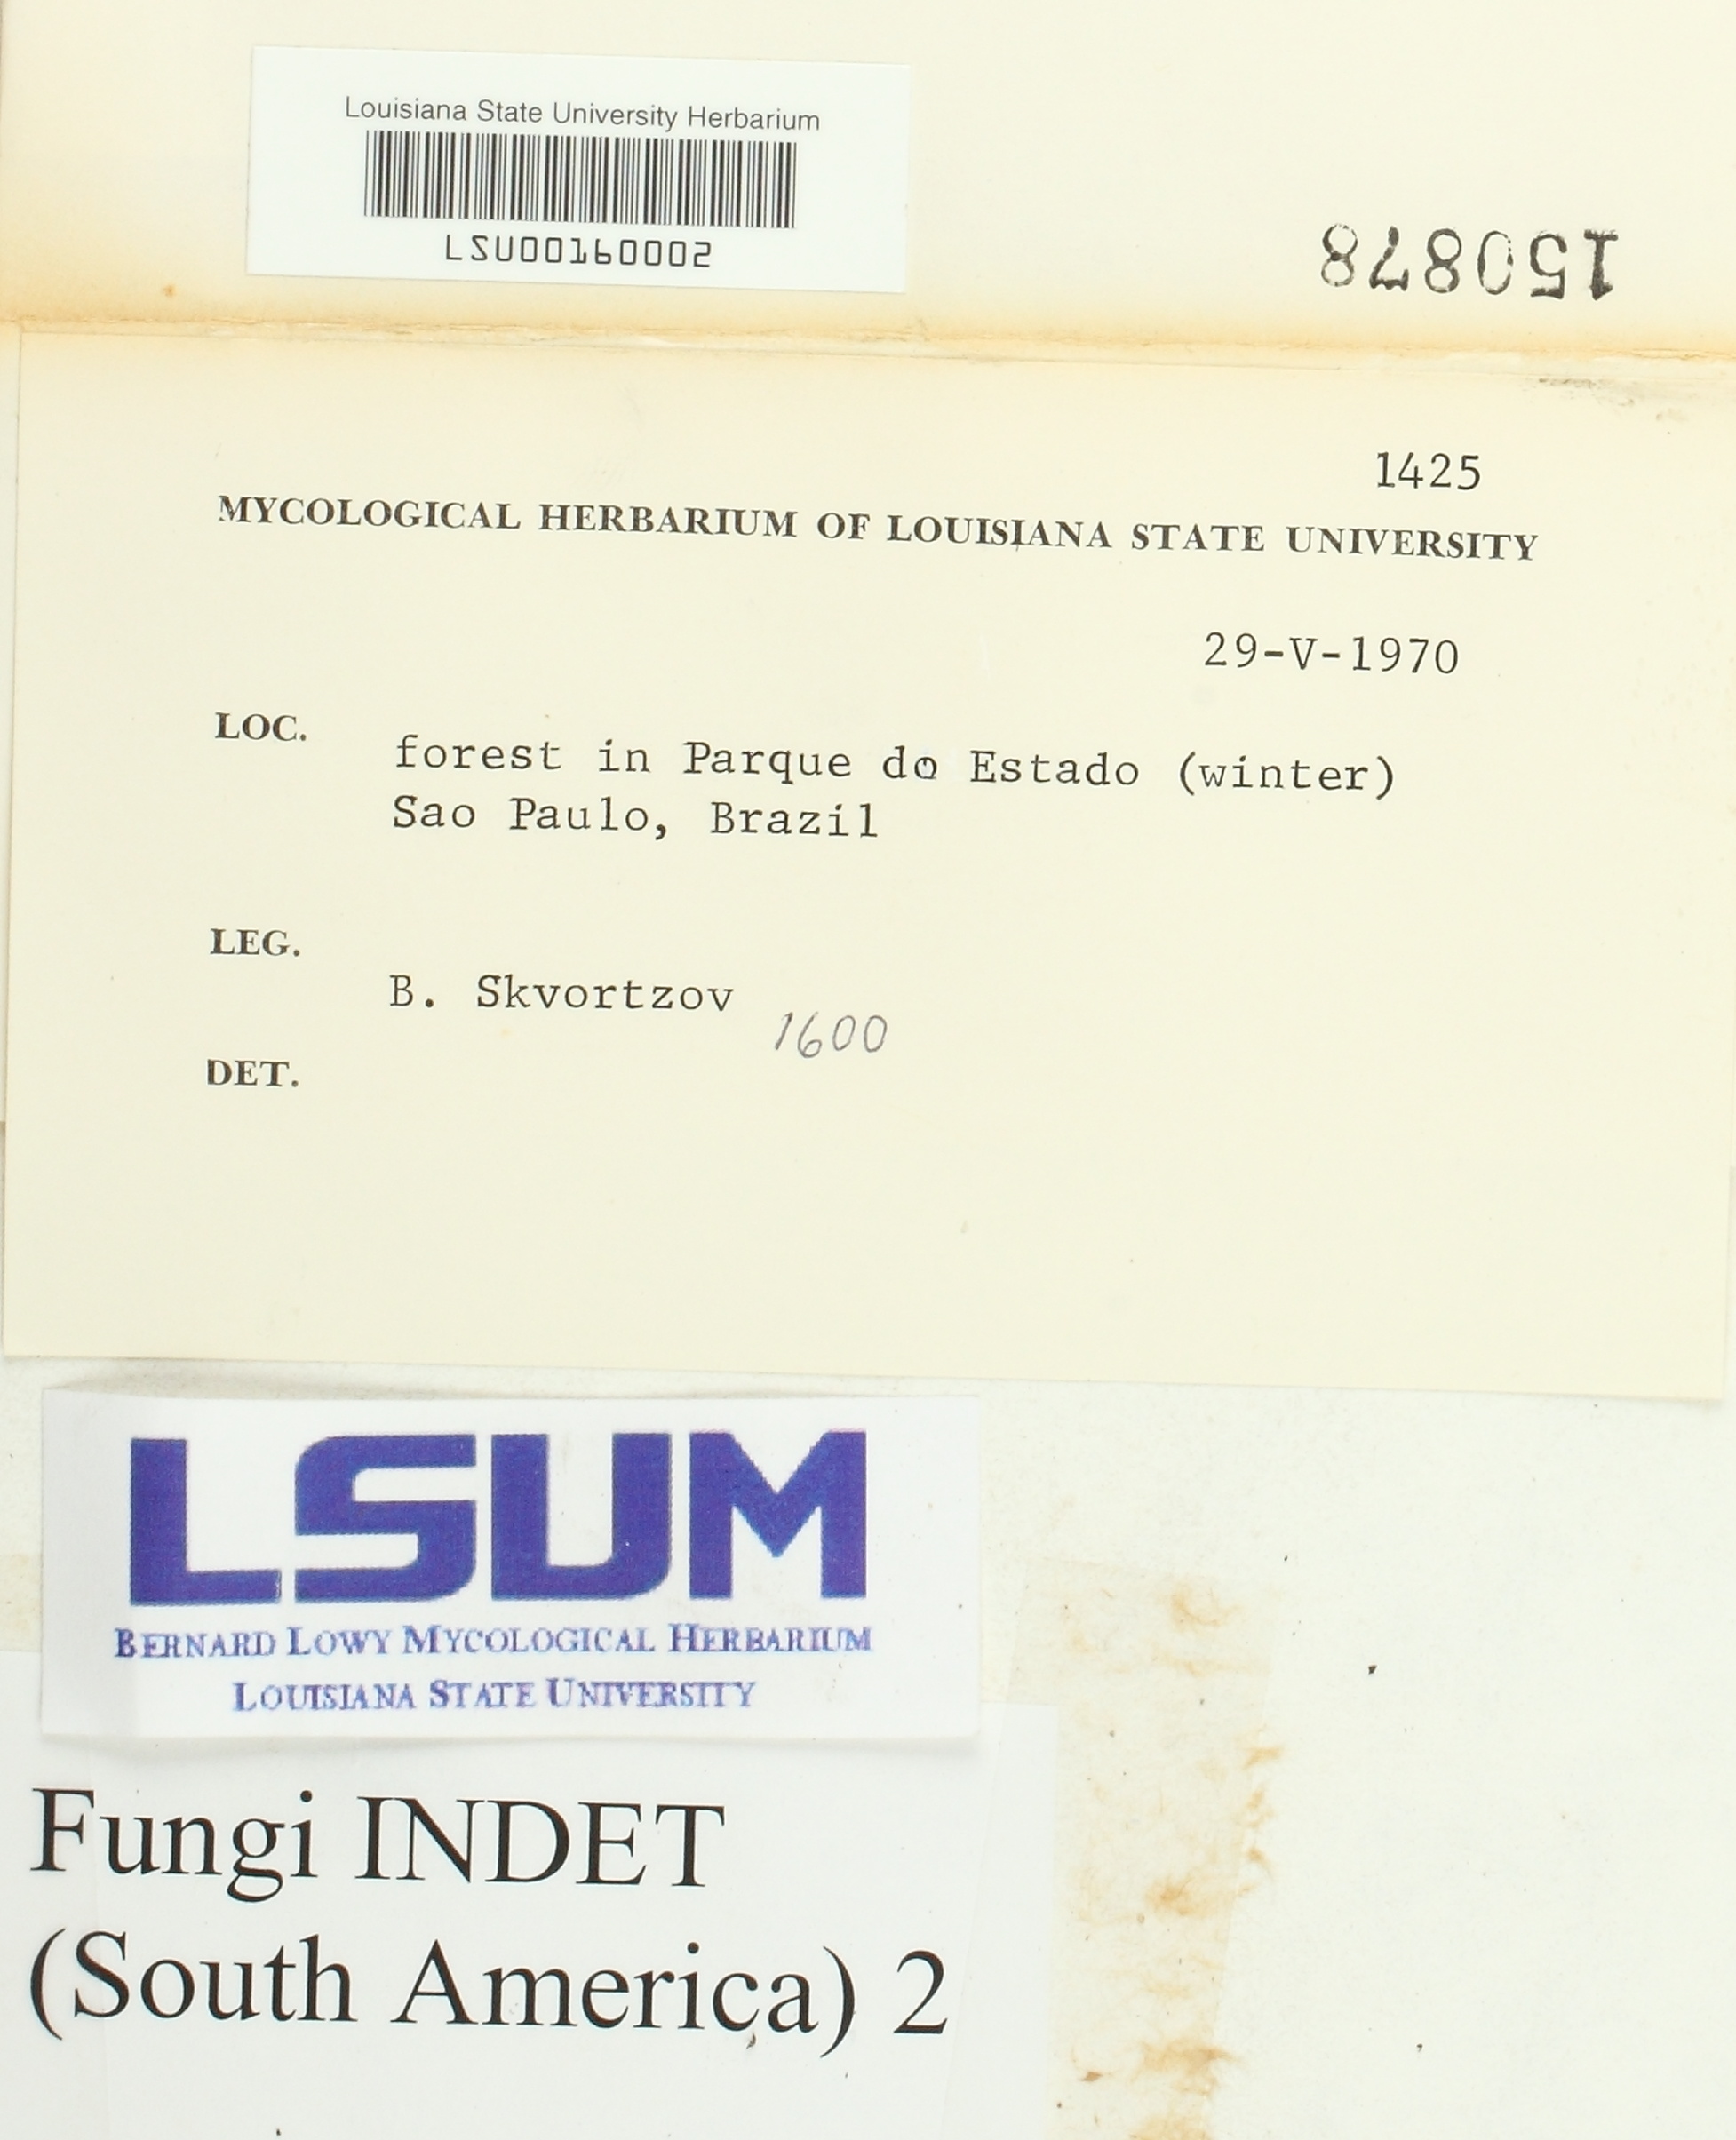 Louisiana State University Herbarium
LSU00160002
150878
1425
MYCOLOGICAL HERBARIUM OF LOUISIANA STATE UNIVERSITY
29-V-1970
LOC. forest in Parque do Estado (winter)
Sao Paulo, Brazil
LEG.
B. Skvortzov 1600
DET.
LSUM
BERNARD LOWY MYCOLOGICAL HERBARIUM
LOUISIANA STATE UNIVERSITY
Fungi INDET
(South America) 2